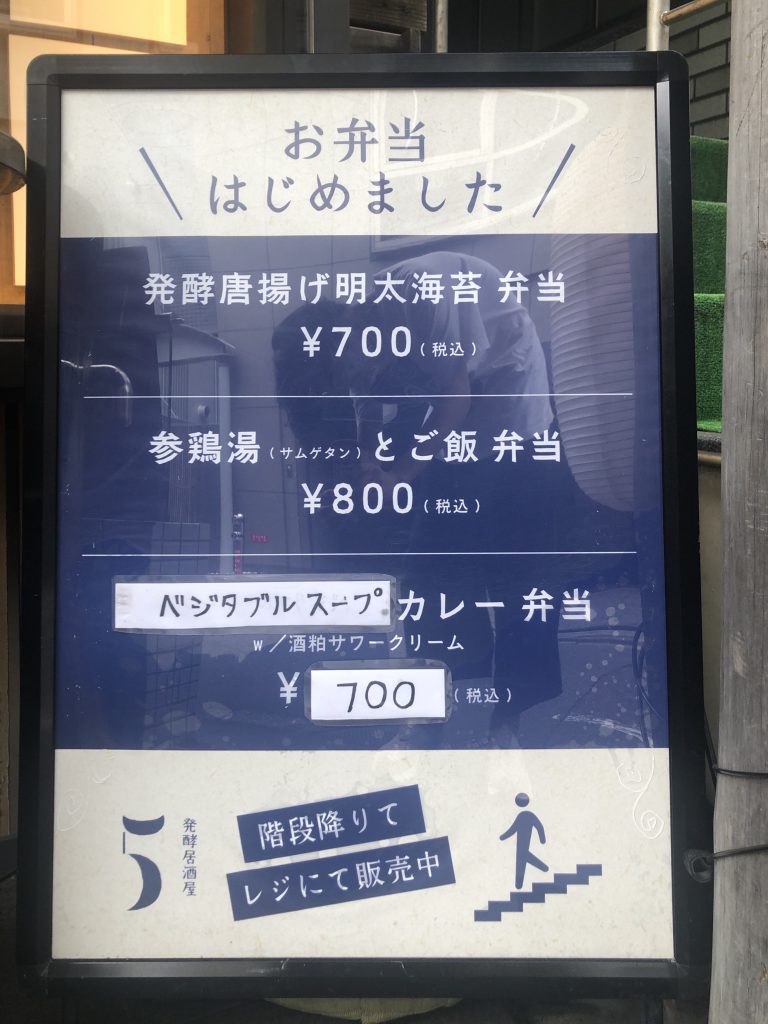 お弁当
はじめました
発酵唐揚げ明太海苔 弁当
¥700(税込)
参鶏湯(サムゲタン)とご飯 弁当
¥800(税込)
ベジタブル スープ カレー 弁当
w/酒粕サワークリーム
¥ 700 (税込)
5 発酵居酒屋
階段降りて
レジにて販売中